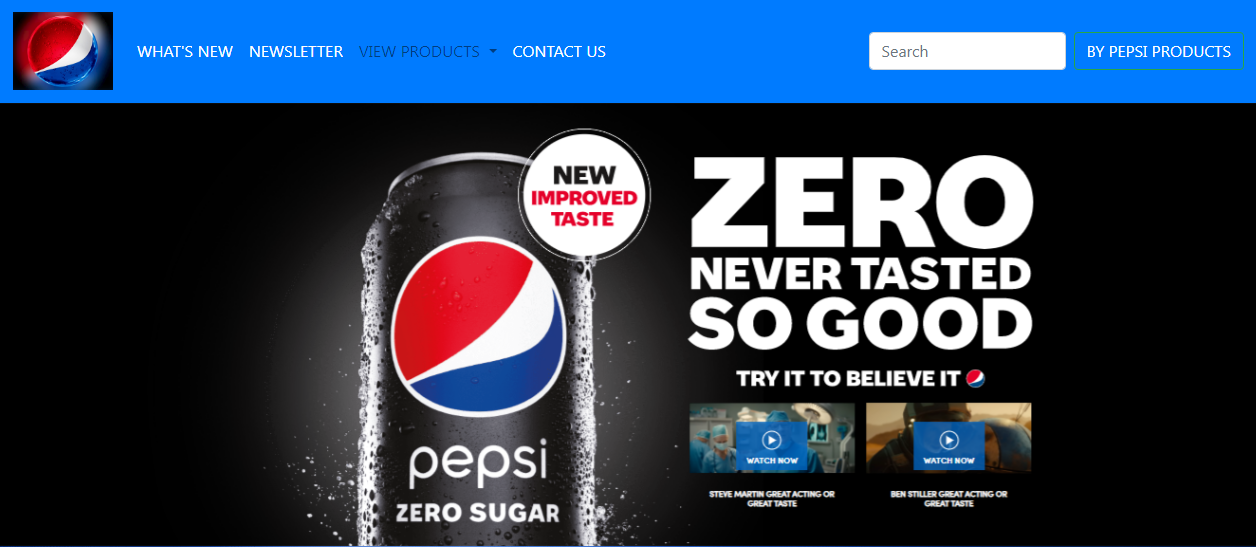 WHAT'S NEW NEWSLETTER VIEW PRODUCTS CONTACT US Search BY PEPSI PRODUCTS
NEW
IMPROVED
TASTE
pepsi
ZERO SUGAR
ZERO
NEVER TASTED
SO GOOD
TRY IT TO BELIEVE IT
WATCH NOW
STEVE MARTIN GREAT ACTING OR
GREAT TASTE
WATCH NOW
BEN STILLER GREAT ACTING OR
GREAT TASTE